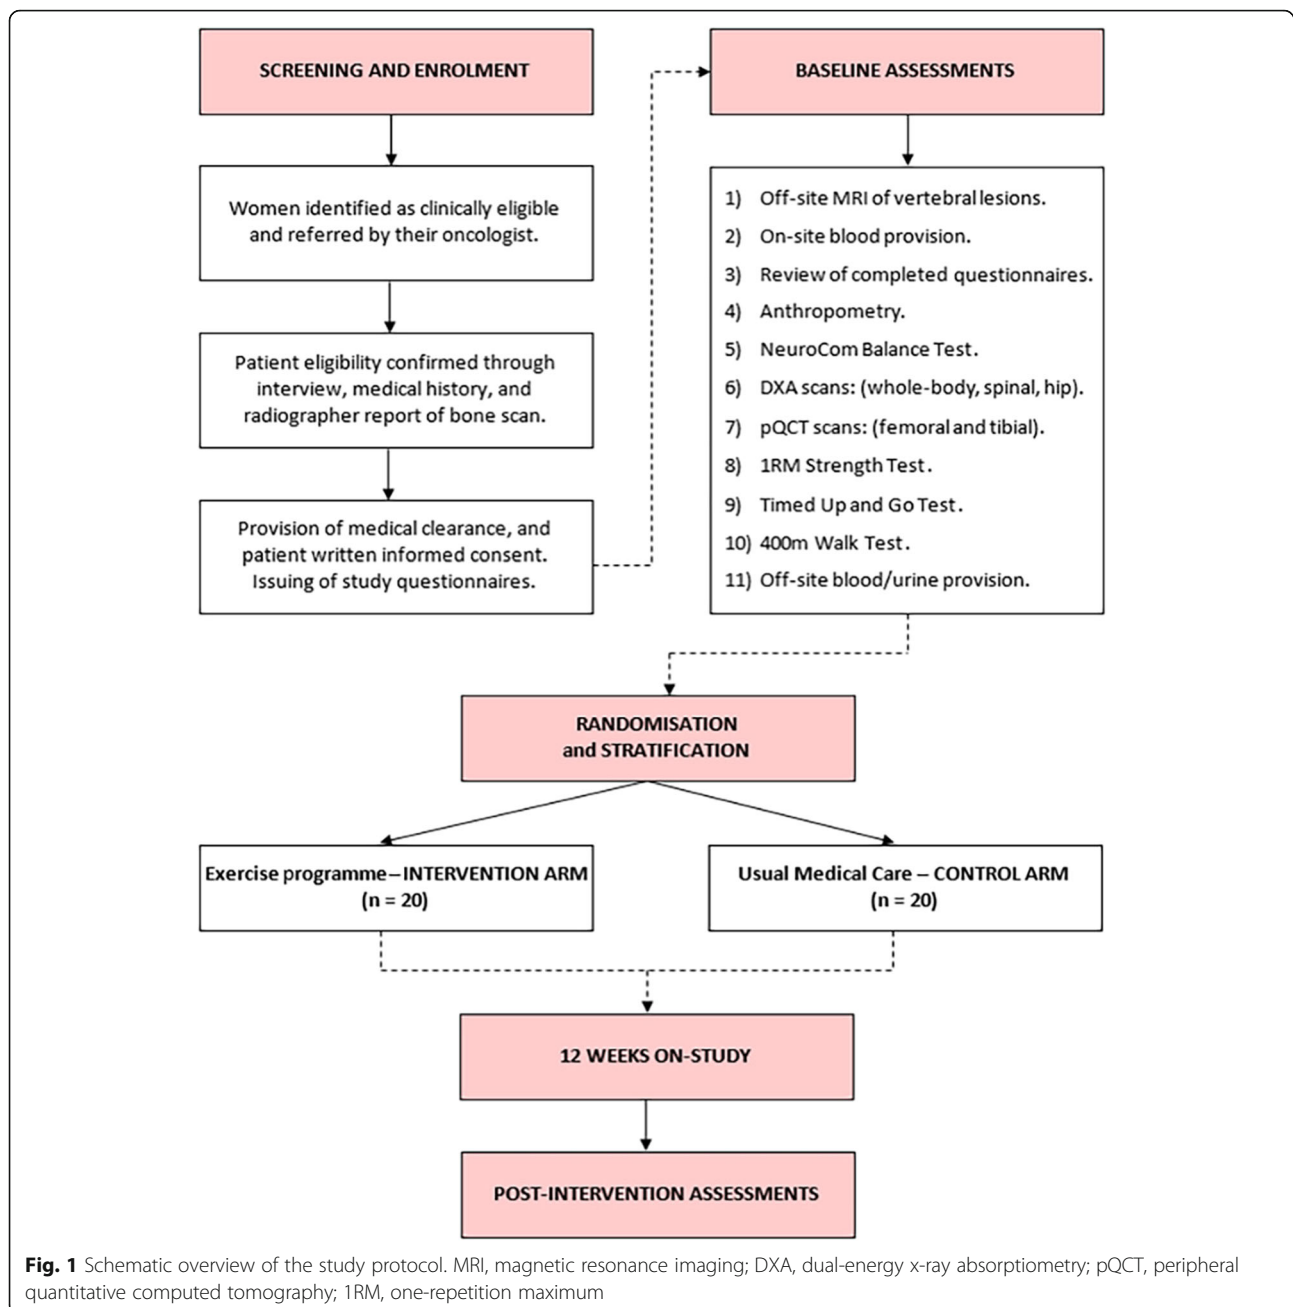 SCREENING AND ENROLMENT
Women identified as clinically eligible
and referred by their oncologist.
Patient eligibility confirmed through
interview, medical history, and
radiographer report of bone scan.
Provision of medical clearance, and
patient written informed consent.
Issuing of study questionnaires.
BASELINE ASSESSMENTS
1) Off-site MRI of vertebral lesions.
2) On-site blood provision.
3) Review of completed questionnaires.
4) Anthropometry.
5) NeuroCom Balance Test.
6) DXA scans: (whole-body, spinal, hip).
7) pQCT scans: (femoral and tibial).
8) 1RM Strength Test.
9) Timed Up and Go Test.
10) 400m Walk Test.
11) Off-site blood/urine provision.
RANDOMISATION
and STRATIFICATION
Exercise programme – INTERVENTION ARM
(n = 20)
Usual Medical Care – CONTROL ARM
(n = 20)
12 WEEKS ON-STUDY
POST-INTERVENTION ASSESSMENTS
Fig. 1 Schematic overview of the study protocol. MRI, magnetic resonance imaging; DXA, dual-energy x-ray absorptiometry; pQCT, peripheral
quantitative computed tomography; 1RM, one-repetition maximum